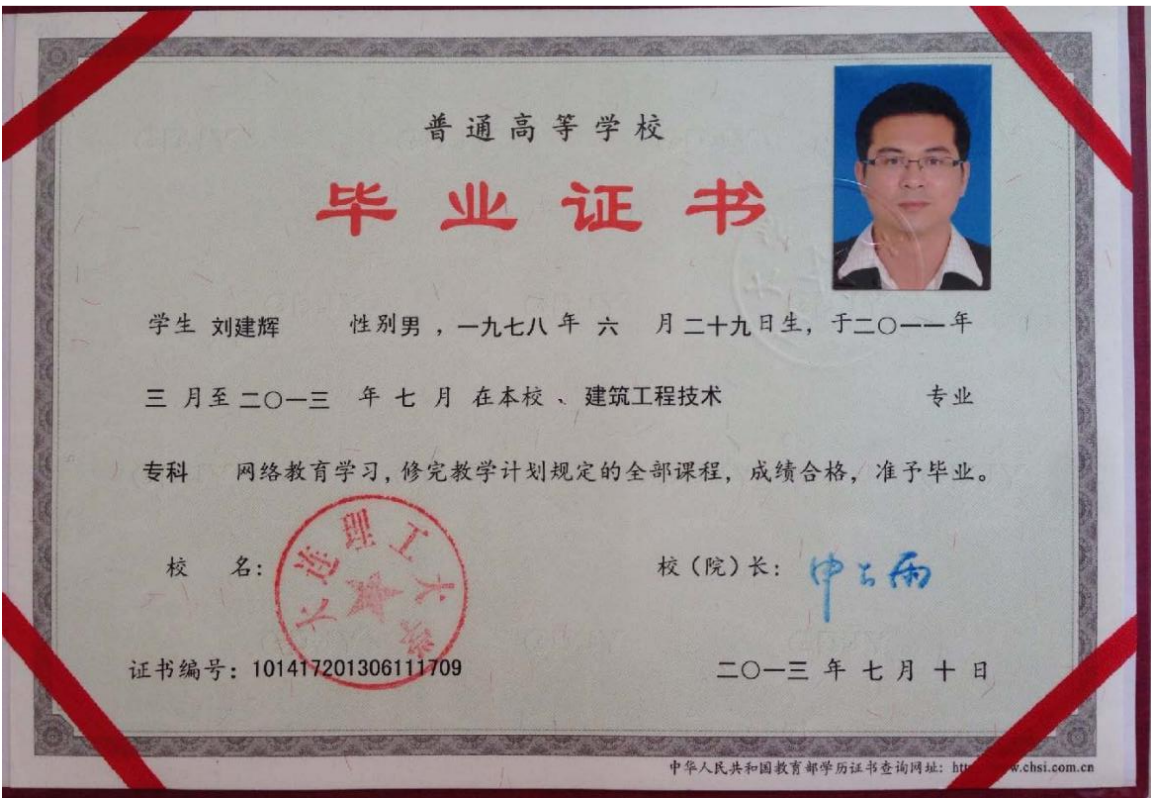 普通高等学校
毕业证书
学生 刘建辉 性别男，一九七八年 六 月二十九日生，于二〇一一年
三 月至二〇一三 年 七 月 在本校、建筑工程技术 专业
专科 网络教育学习，修完教学计划规定的全部课程，成绩合格，准予毕业。
校 名：
大连理工大学
校（院）长：
证书编号：101417201306111709
二〇一三 年 七 月 十 日
中华人民共和国教育部学历证书查询网址：